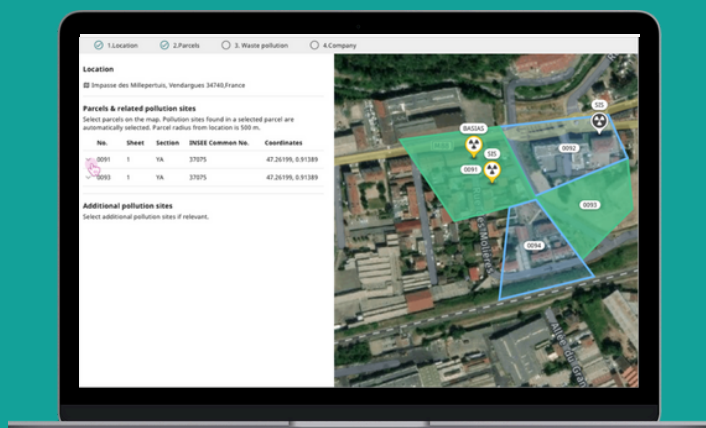 1.Location 2.Parcels 3. Waste pollution 4.Company
Location
Impasse des Millepertuis, Vendargues 34740,France
Parcels & related pollution sites
Select parcels on the map. Pollution sites found in a selected parcel are
automatically selected. Parcel radius from location is 500 m.
No. Sheet Section INSEE Common No. Coordinates
0091 1 YA 37075 47.26199, 0.91389
0093 1 YA 37075 47.26199, 0.91389
Additional pollution sites
Select additional pollution sites if relevant.
SIS
BASIAS
0092
SIS
0091
0093
0094
Allée du Gran